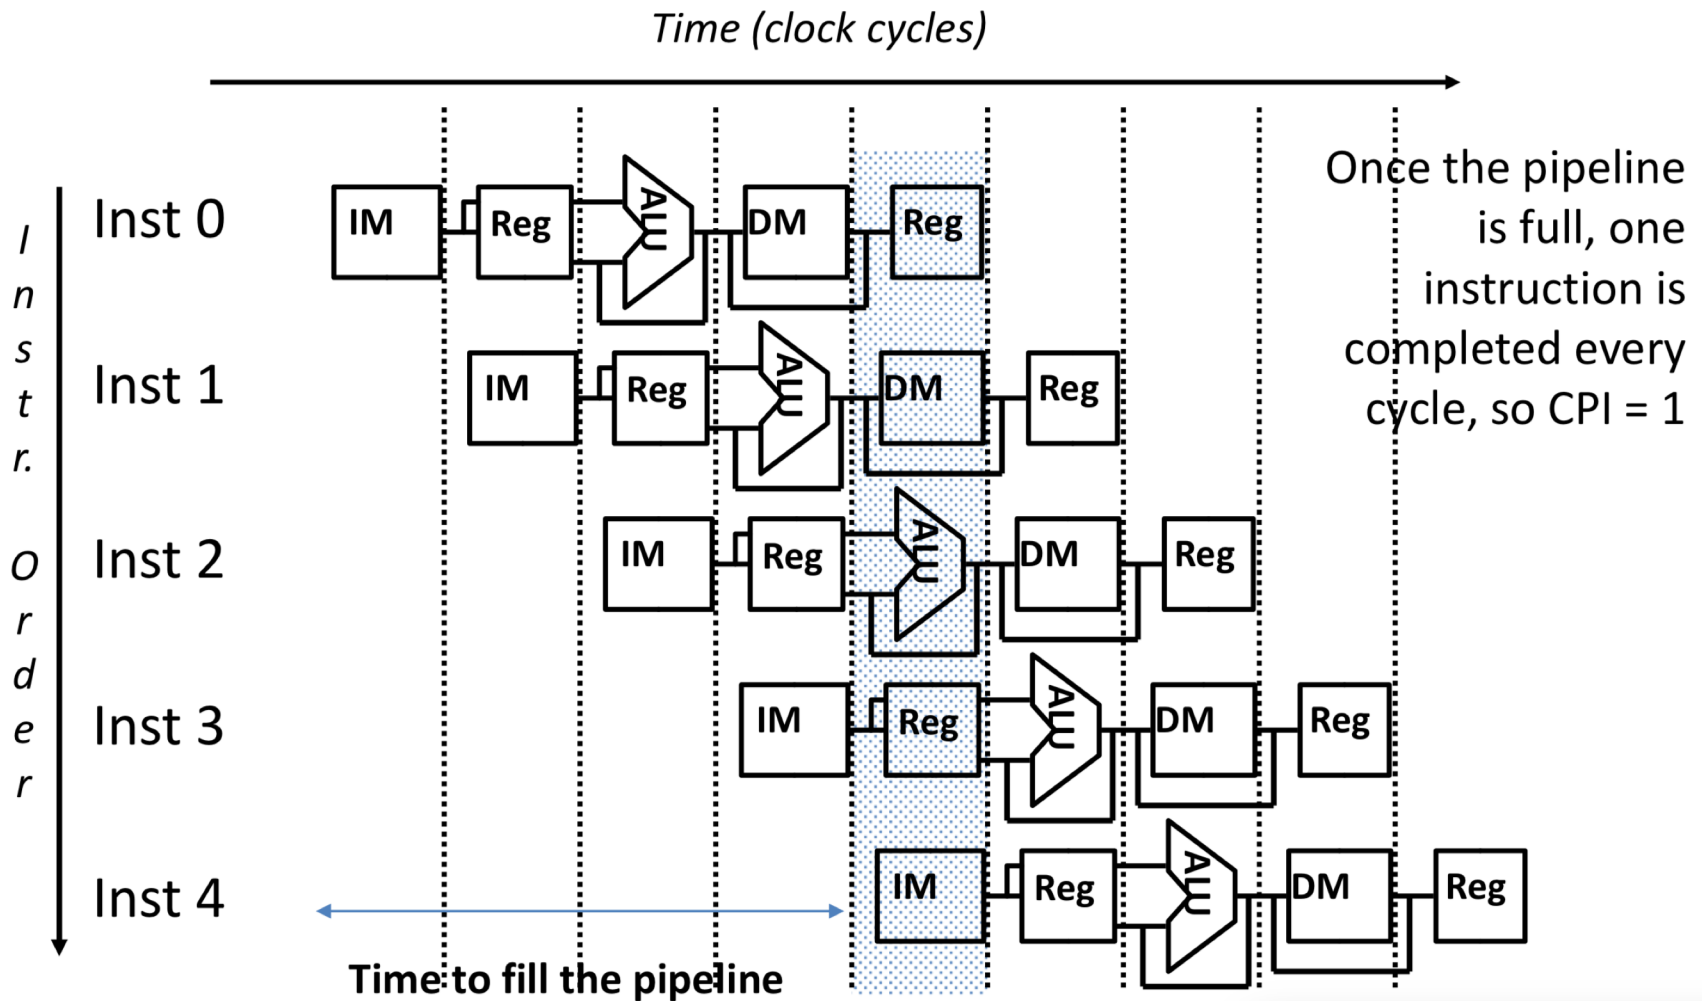 Time (clock cycles)
Instr. Order
Once the pipeline
is full, one
instruction is
completed every
cycle, so CPI = 1
Inst 0
IM
Reg
ALU
DM
Reg
Inst 1
IM
Reg
ALU
DM
Reg
Inst 2
IM
Reg
ALU
DM
Reg
Inst 3
IM
Reg
ALU
DM
Reg
Inst 4
IM
Reg
ALU
DM
Reg
Time to fill the pipeline